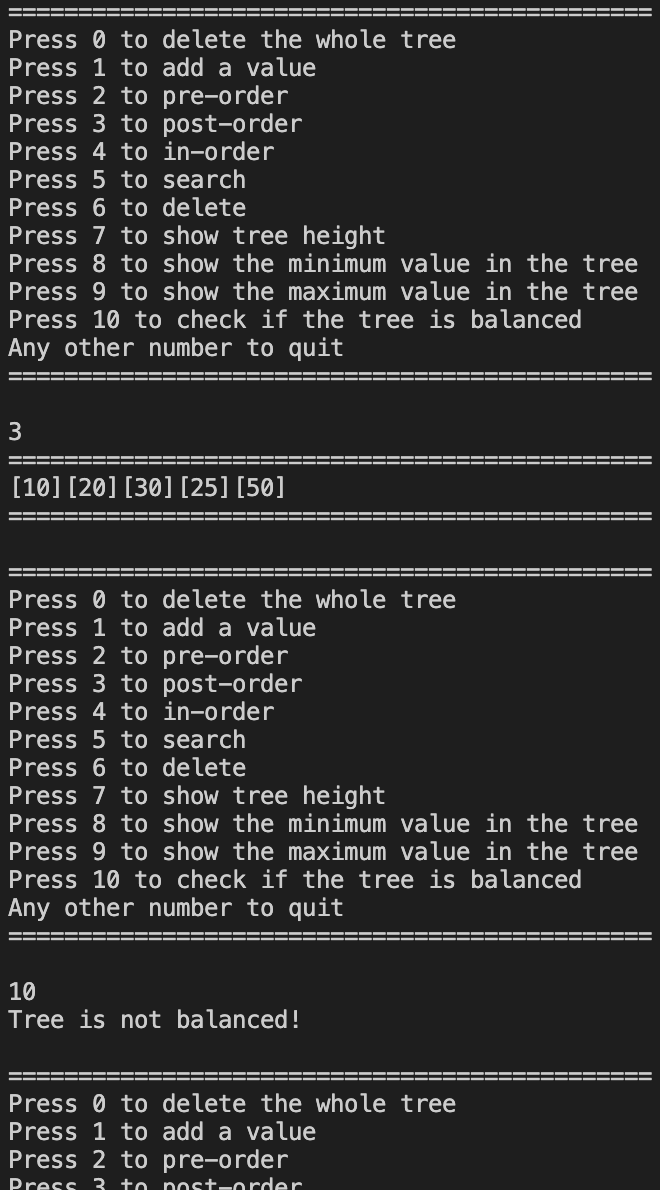 ==============================================
Press 0 to delete the whole tree
Press 1 to add a value
Press 2 to pre-order
Press 3 to post-order
Press 4 to in-order
Press 5 to search
Press 6 to delete
Press 7 to show tree height
Press 8 to show the minimum value in the tree
Press 9 to show the maximum value in the tree
Press 10 to check if the tree is balanced
Any other number to quit
==============================================
3
==============================================
[10][20][30][25][50]
==============================================
==============================================
Press 0 to delete the whole tree
Press 1 to add a value
Press 2 to pre-order
Press 3 to post-order
Press 4 to in-order
Press 5 to search
Press 6 to delete
Press 7 to show tree height
Press 8 to show the minimum value in the tree
Press 9 to show the maximum value in the tree
Press 10 to check if the tree is balanced
Any other number to quit
==============================================
10
Tree is not balanced!
==============================================
Press 0 to delete the whole tree
Press 1 to add a value
Press 2 to pre-order
Press 3 to post-order